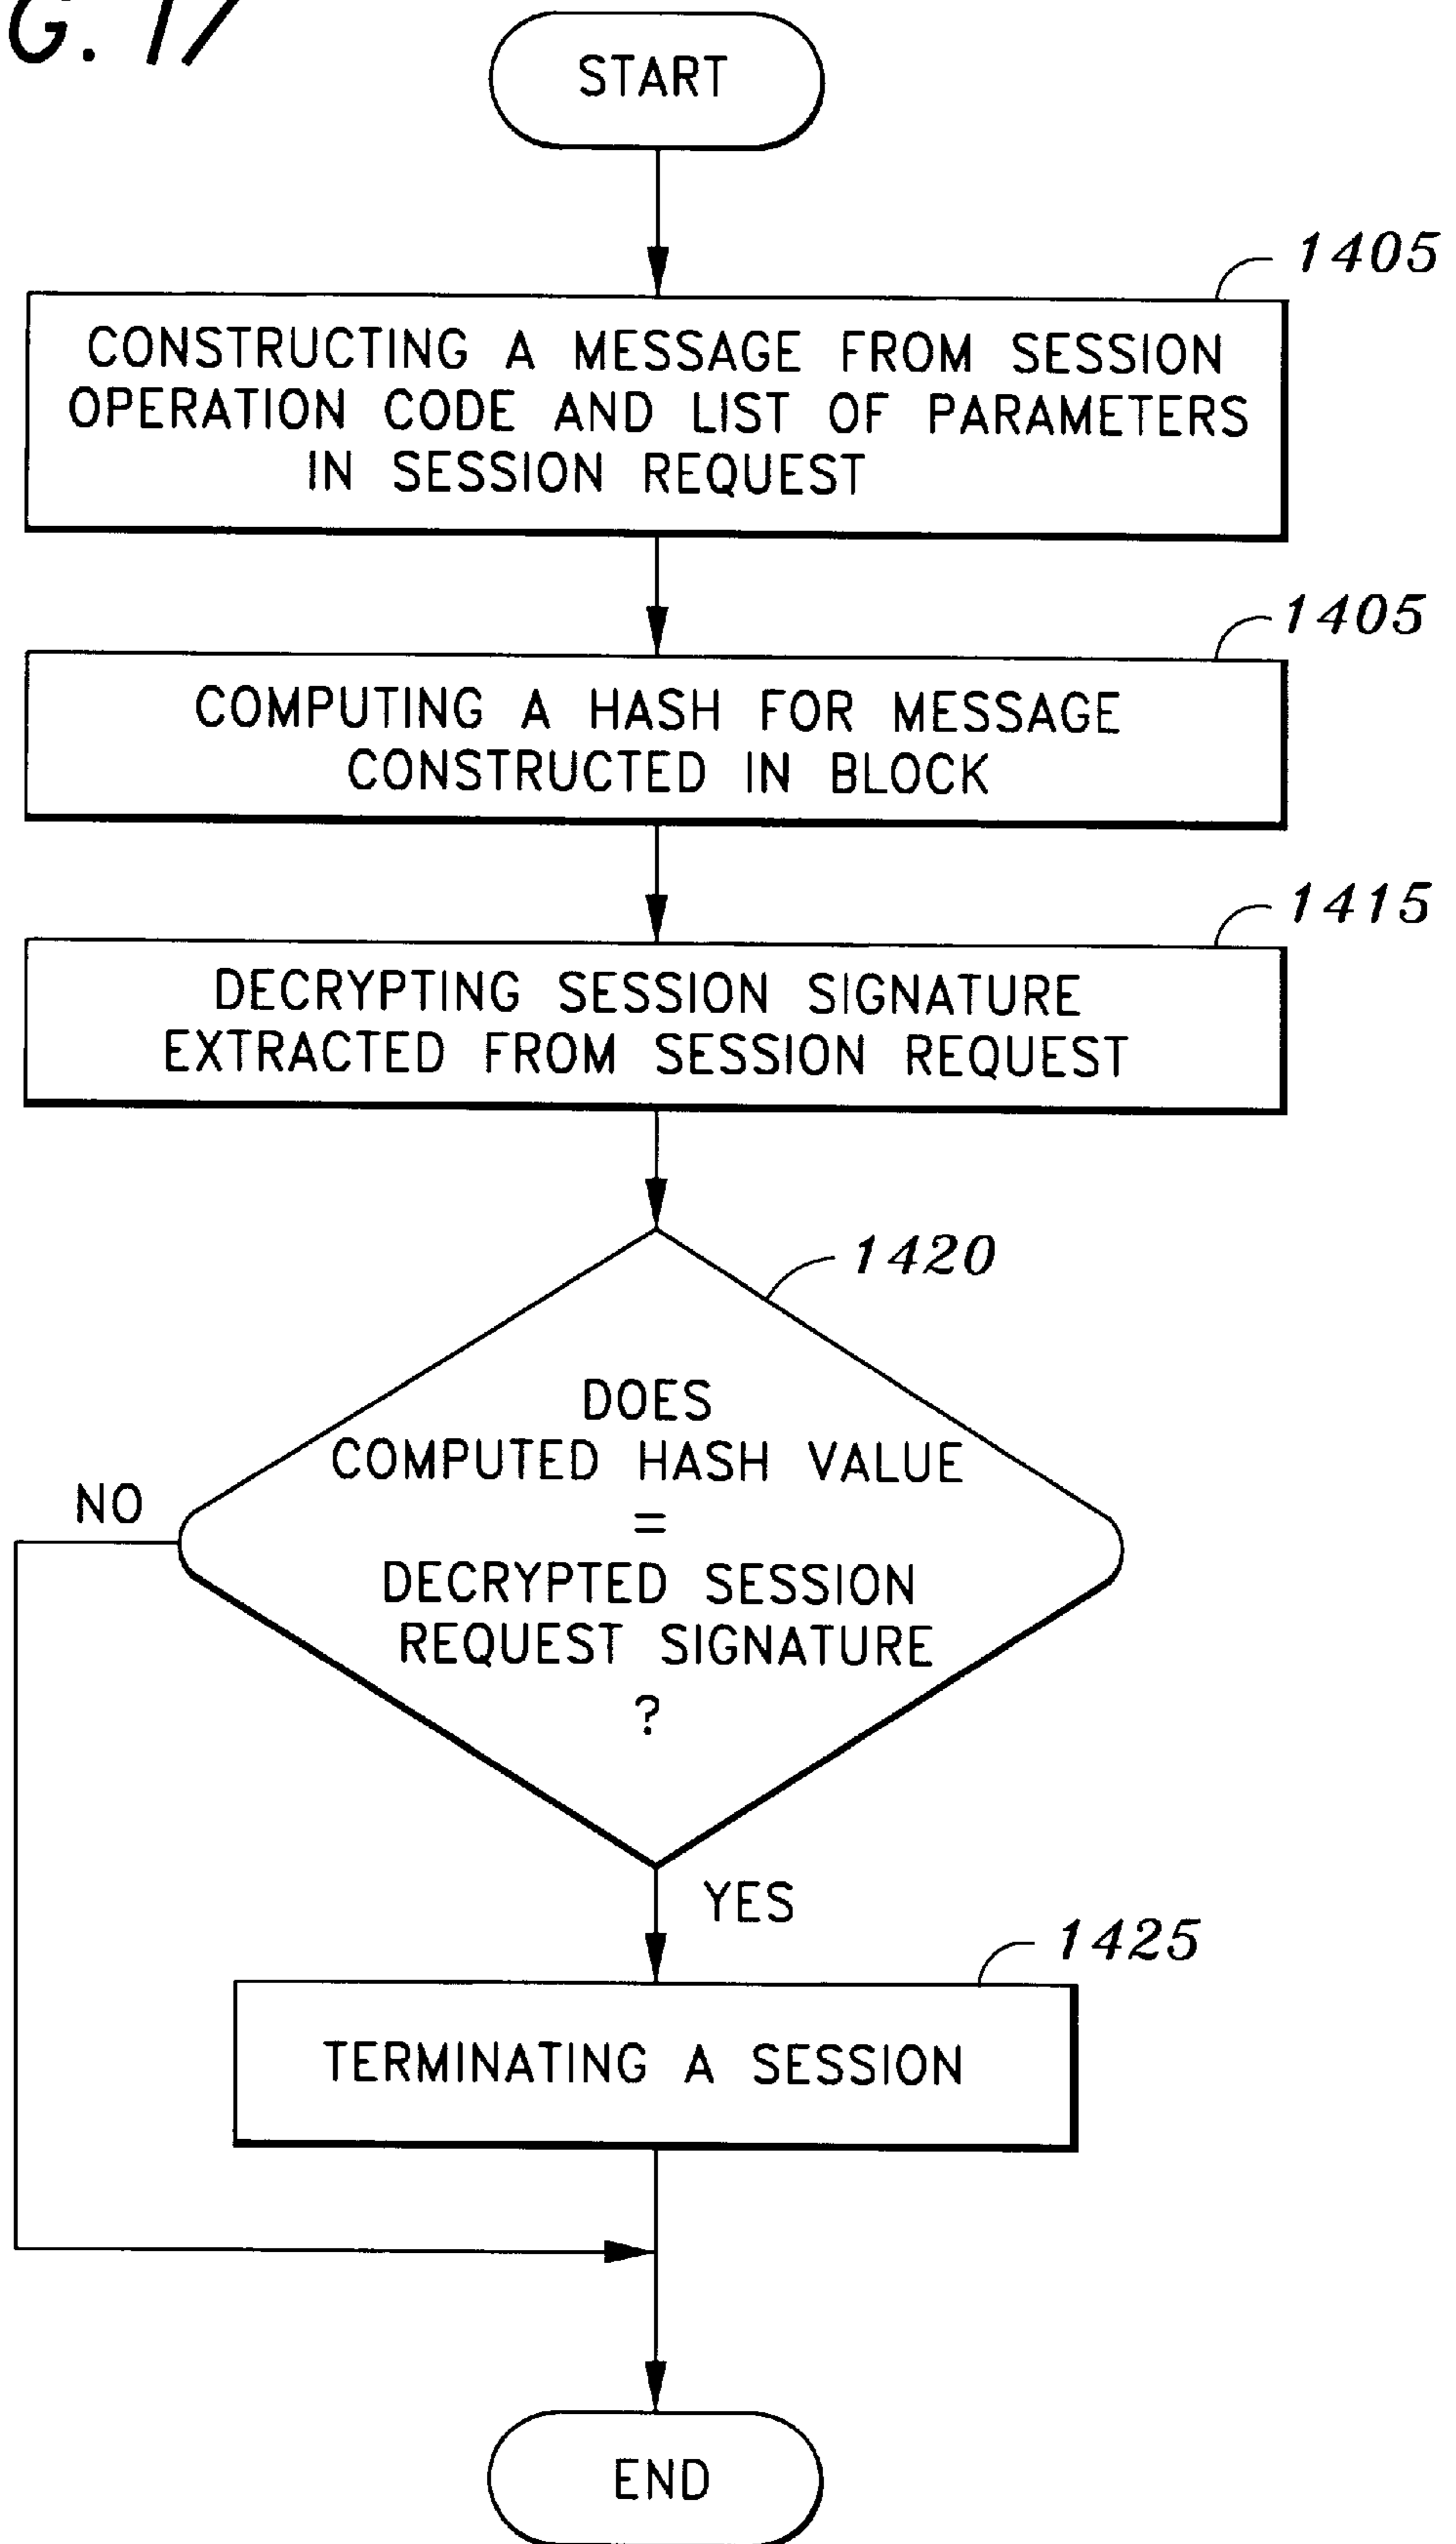 G. 17
START
1405
CONSTRUCTING A MESSAGE FROM SESSION
OPERATION CODE AND LIST OF PARAMETERS
IN SESSION REQUEST
1405
COMPUTING A HASH FOR MESSAGE
CONSTRUCTED IN BLOCK
1415
DECRYPTING SESSION SIGNATURE
EXTRACTED FROM SESSION REQUEST
1420
DOES
COMPUTED HASH VALUE
=
DECRYPTED SESSION
REQUEST SIGNATURE
?
NO
YES
1425
TERMINATING A SESSION
END